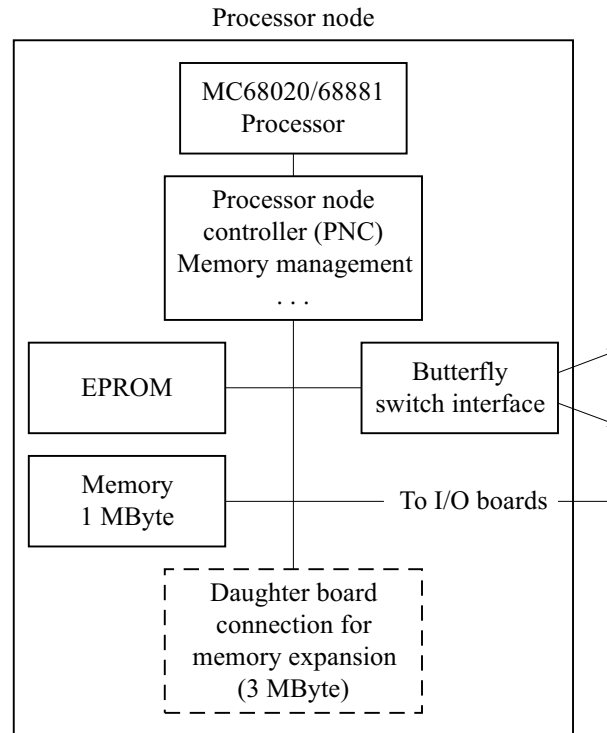 Processor node
MC68020/68881
Processor
Processor node
controller (PNC)
Memory management
. . .
EPROM
Butterfly
switch interface
Memory
1 MByte
To I/O boards
Daughter board
connection for
memory expansion
(3 MByte)